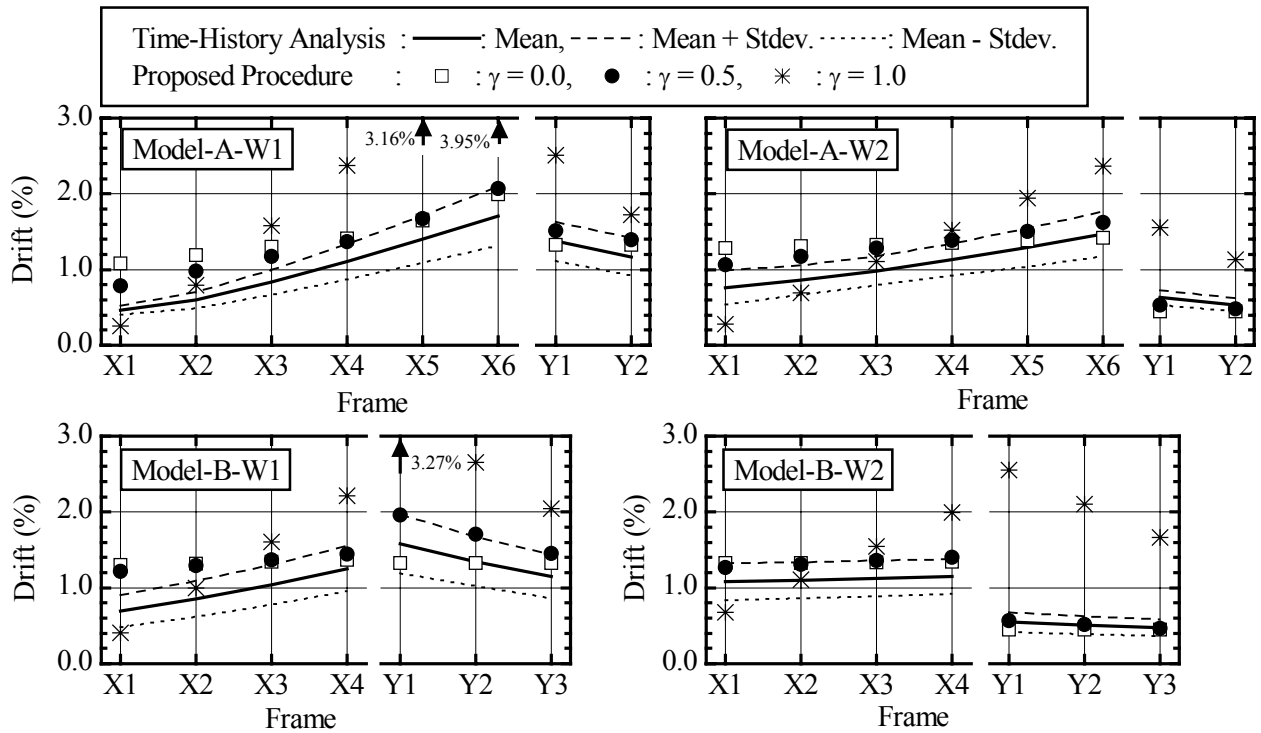 Time-History Analysis : : Mean, : Mean + Stdev. : Mean - Stdev.
Proposed Procedure : : γ = 0.0, : γ = 0.5, : γ = 1.0
3.0
2.0
1.0
0.0
Drift (%)
Model-A-W1
3.16%
3.95%
X1 X2 X3 X4 X5 X6 Y1 Y2
Frame
3.0
2.0
1.0
0.0
Drift (%)
Model-A-W2
X1 X2 X3 X4 X5 X6 Y1 Y2
Frame
3.0
2.0
1.0
0.0
Drift (%)
Model-B-W1
3.27%
X1 X2 X3 X4 Y1 Y2 Y3
Frame
3.0
2.0
1.0
0.0
Drift (%)
Model-B-W2
X1 X2 X3 X4 Y1 Y2 Y3
Frame